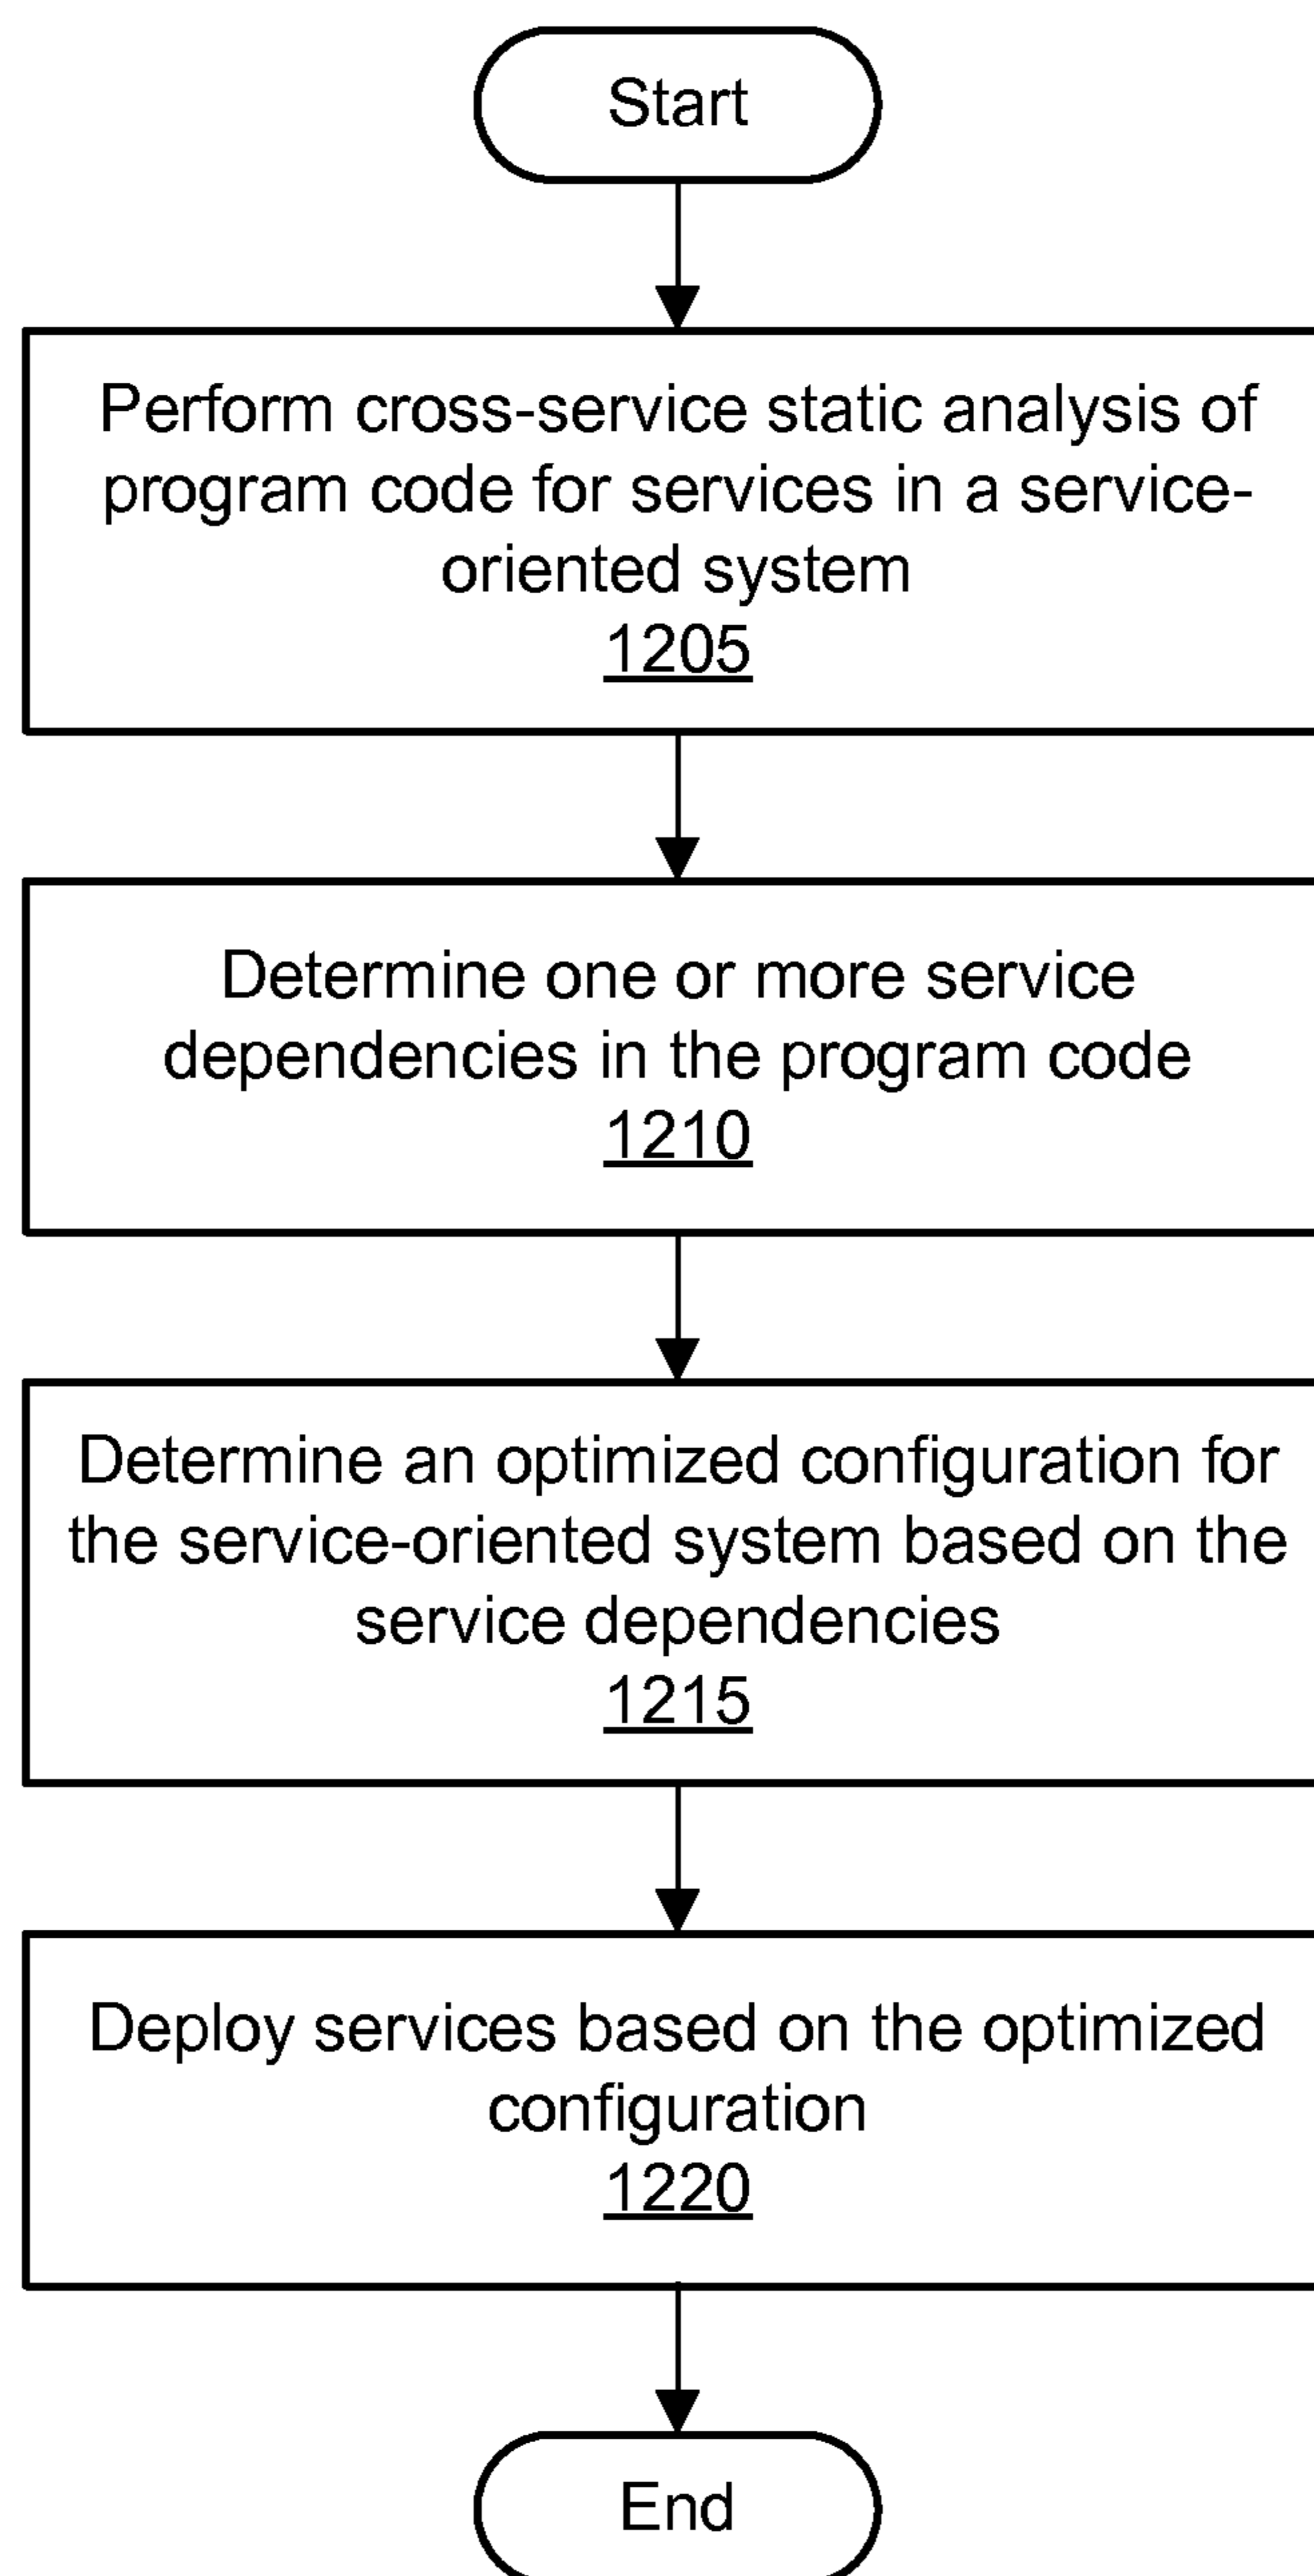 Start
Perform cross-service static analysis of
program code for services in a service-
oriented system
1205
Determine one or more service
dependencies in the program code
1210
Determine an optimized configuration for
the service-oriented system based on the
service dependencies
1215
Deploy services based on the optimized
configuration
1220
End